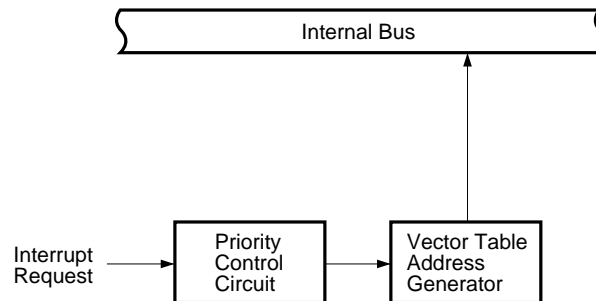 Internal Bus
Interrupt
Request
Priority
Control
Circuit
Vector Table
Address
Generator